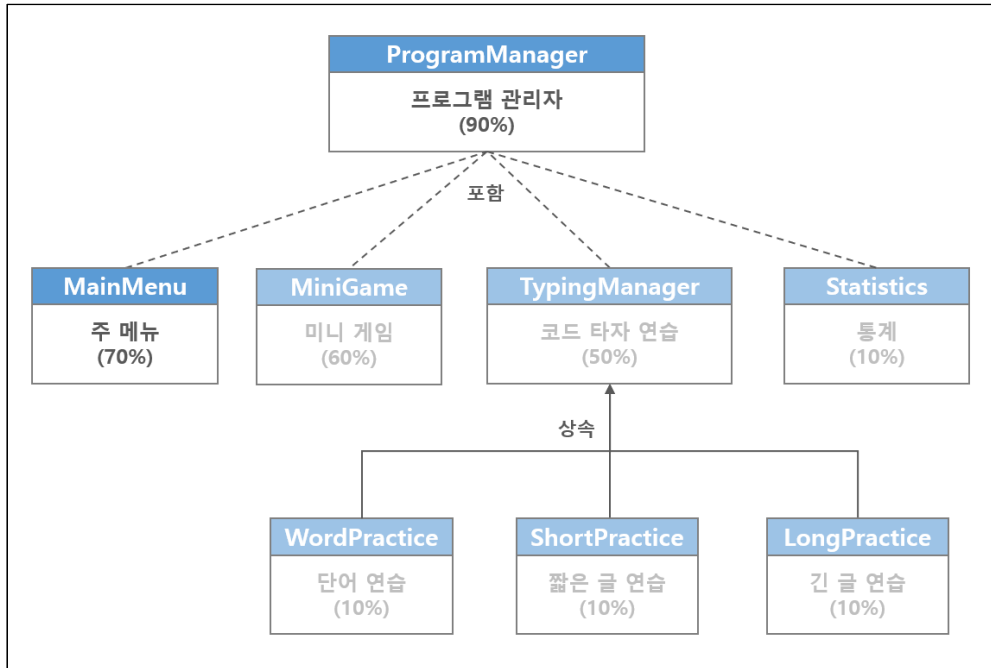 ProgramManager
프로그램 관리자
(90%)
포함
MainMenu
주 메뉴
(70%)
MiniGame
미니 게임
(60%)
TypingManager
코드 타자 연습
(50%)
Statistics
통계
(10%)
상속
WordPractice
단어 연습
(10%)
ShortPractice
짧은 글 연습
(10%)
LongPractice
긴 글 연습
(10%)